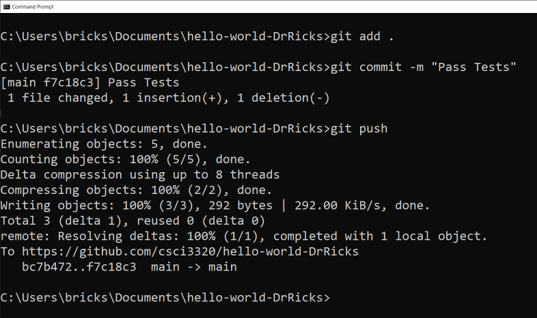 Command Prompt
C:\Users\bricks\Documents\hello-world-DrRicks>git add .
C:\Users\bricks\Documents\hello-world-DrRicks>git commit -m "Pass Tests"
[main f7c18c3] Pass Tests
 1 file changed, 1 insertion(+), 1 deletion(-)
C:\Users\bricks\Documents\hello-world-DrRicks>git push
Enumerating objects: 5, done.
Counting objects: 100% (5/5), done.
Delta compression using up to 8 threads
Compressing objects: 100% (2/2), done.
Writing objects: 100% (3/3), 292 bytes | 292.00 KiB/s, done.
Total 3 (delta 1), reused 0 (delta 0)
remote: Resolving deltas: 100% (1/1), completed with 1 local object.
To https://github.com/csci3320/hello-world-DrRicks
   bc7b472..f7c18c3  main -> main
C:\Users\bricks\Documents\hello-world-DrRicks>